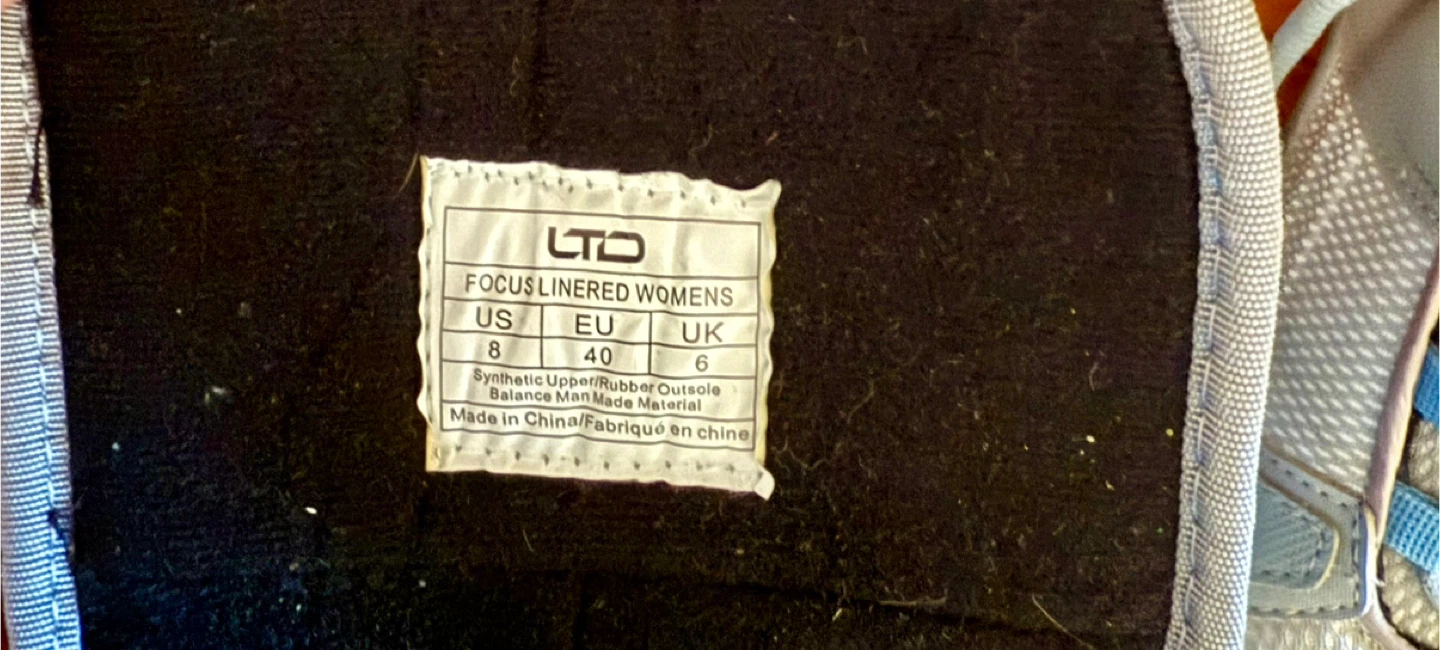 LTD
FOCUS LINERED WOMENS
US EU UK
8 40 6
Synthetic Upper/Rubber Outsole
Balance Man Made Material
Made in China/Fabriqué en chine